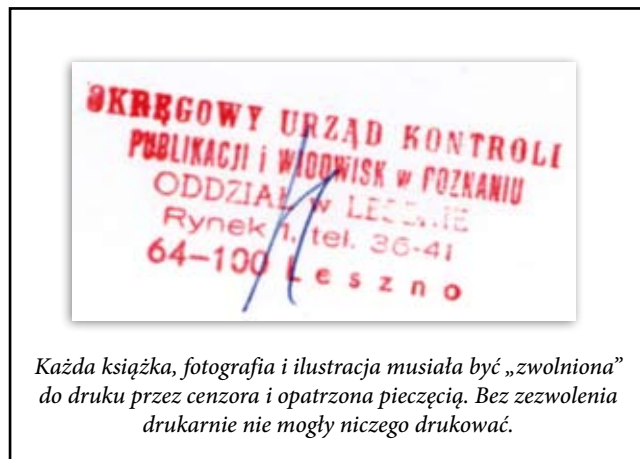 OKRĘGOWY URZĄD KONTROLI
PUBLIKACJI i WIDOWISK w POZNANIU
ODDZIAŁ w LESZNIE
Rynek 1, tel. 36-41
64-100 Leszno
Każda książka, fotografia i ilustracja musiała być „zwolniona”
do druku przez cenzora i opatrzona pieczęcią. Bez zezwolenia
drukarnie nie mogły niczego drukować.